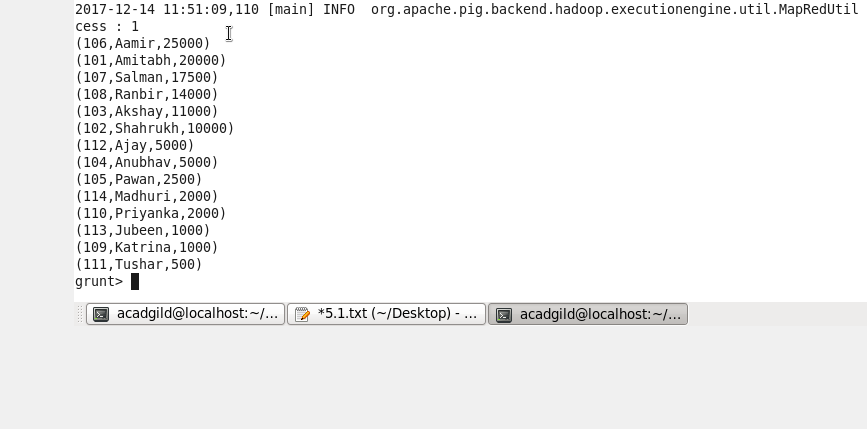 2017-12-14 11:51:09,110 [main] INFO  org.apache.pig.backend.hadoop.executionengine.util.MapRedUtil
cess : 1
(106,Aamir,25000)
(101,Amitabh,20000)
(107,Salman,17500)
(108,Ranbir,14000)
(103,Akshay,11000)
(102,Shahrukh,10000)
(112,Ajay,5000)
(104,Anubhav,5000)
(105,Pawan,2500)
(114,Madhuri,2000)
(110,Priyanka,2000)
(113,Jubeen,1000)
(109,Katrina,1000)
(111,Tushar,500)
grunt>
acadgild@localhost:~/... *5.1.txt (~/Desktop) - ... acadgild@localhost:~/...